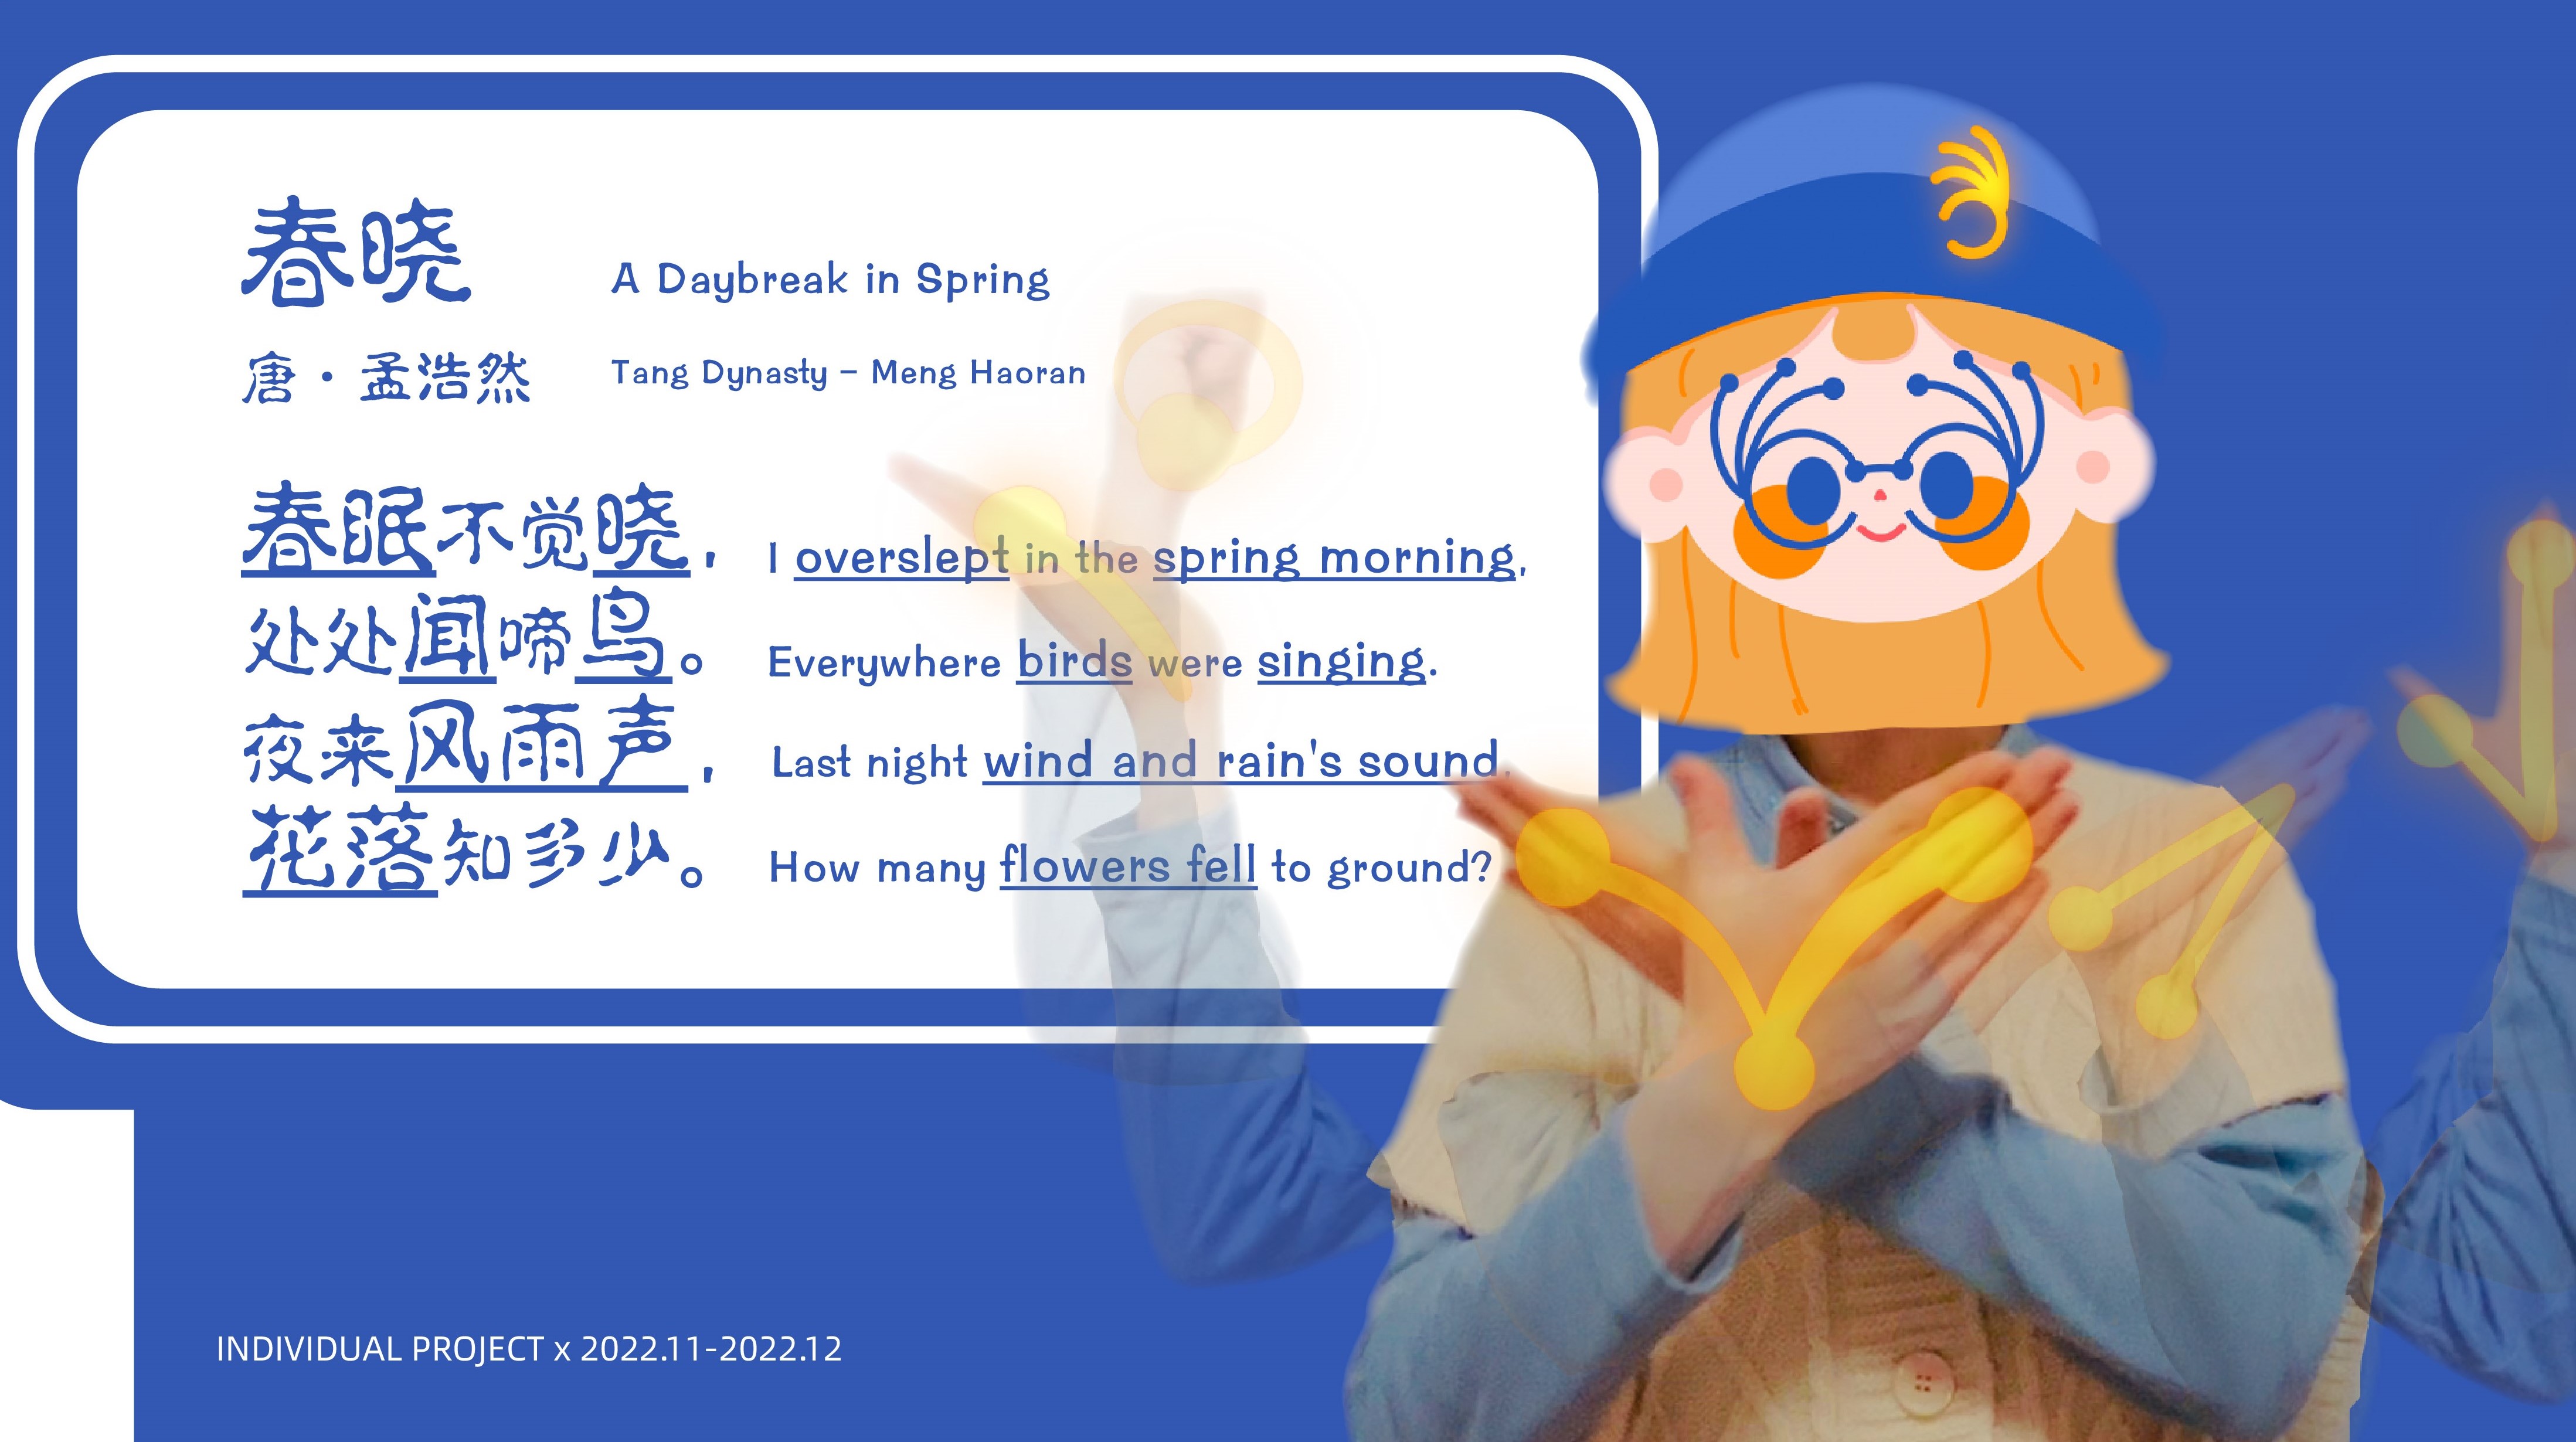 春晓 A Daybreak in Spring
唐·孟浩然 Tang Dynasty – Meng Haoran
春眠不觉晓, I overslept in the spring morning,
处处闻啼鸟。 Everywhere birds were singing.
夜来风雨声, Last night wind and rain's sound,
花落知多少。 How many flowers fell to ground?
INDIVIDUAL PROJECT x 2022.11-2022.12